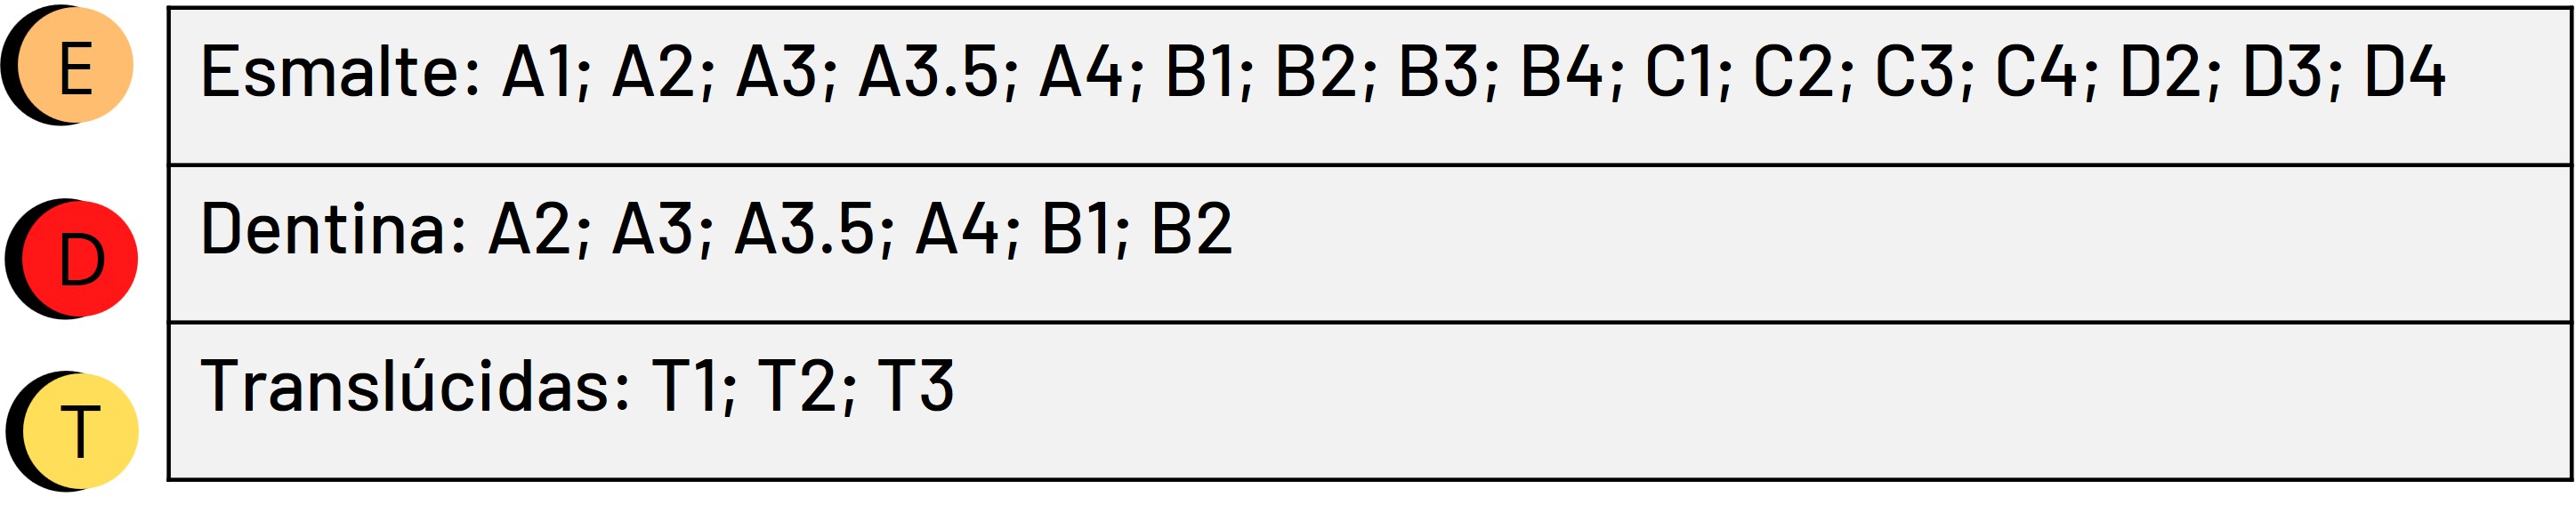 E
Esmalte: A1; A2; A3; A3.5; A4; B1; B2; B3; B4; C1; C2; C3; C4; D2; D3; D4
D
Dentina: A2; A3; A3.5; A4; B1; B2
T
Translúcidas: T1; T2; T3